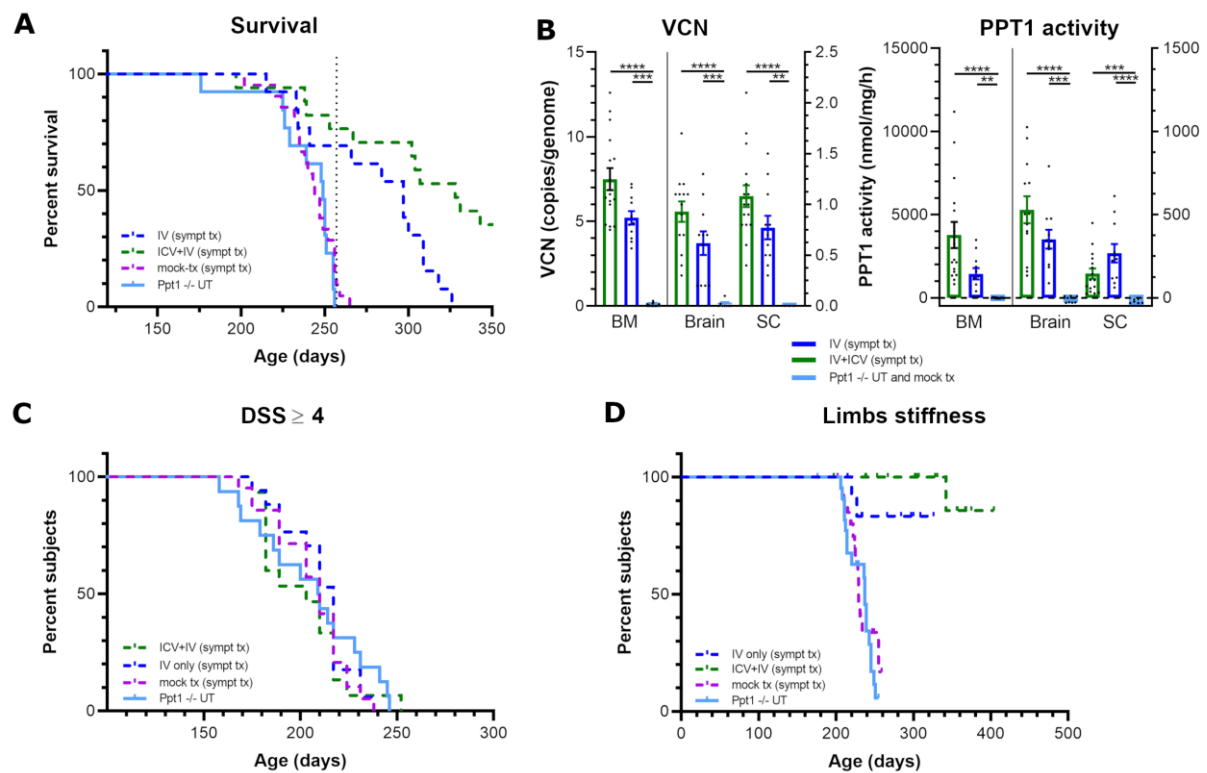 A
Survival
Percent survival
100
50
0
IV (sympt tx)
ICV+IV (sympt tx)
mock-tx (sympt tx)
Ppt1 -/- UT
150 200 250 300 350
Age (days)
B
VCN
VCN (copies/genome)
15
10
5
0
**** **** ****
*** *** **
2.5
2.0
1.5
1.0
0.5
0.0
BM Brain SC
PPT1 activity
PPT1 activity (nmol/mg/h)
15000
10000
5000
0
**** **** ***
** *** ****
1500
1000
500
0
BM Brain SC
IV (sympt tx)
IV+ICV (sympt tx)
Ppt1 -/- UT and mock tx
C
DSS ≥ 4
Percent subjects
100
50
0
ICV+IV (sympt tx)
IV only (sympt tx)
mock tx (sympt tx)
Ppt1 -/- UT
150 200 250 300
Age (days)
D
Limbs stiffness
Percent subjects
100
50
0
IV only (sympt tx)
ICV+IV (sympt tx)
mock tx (sympt tx)
Ppt1 -/- UT
0 100 200 300 400 500
Age (days)